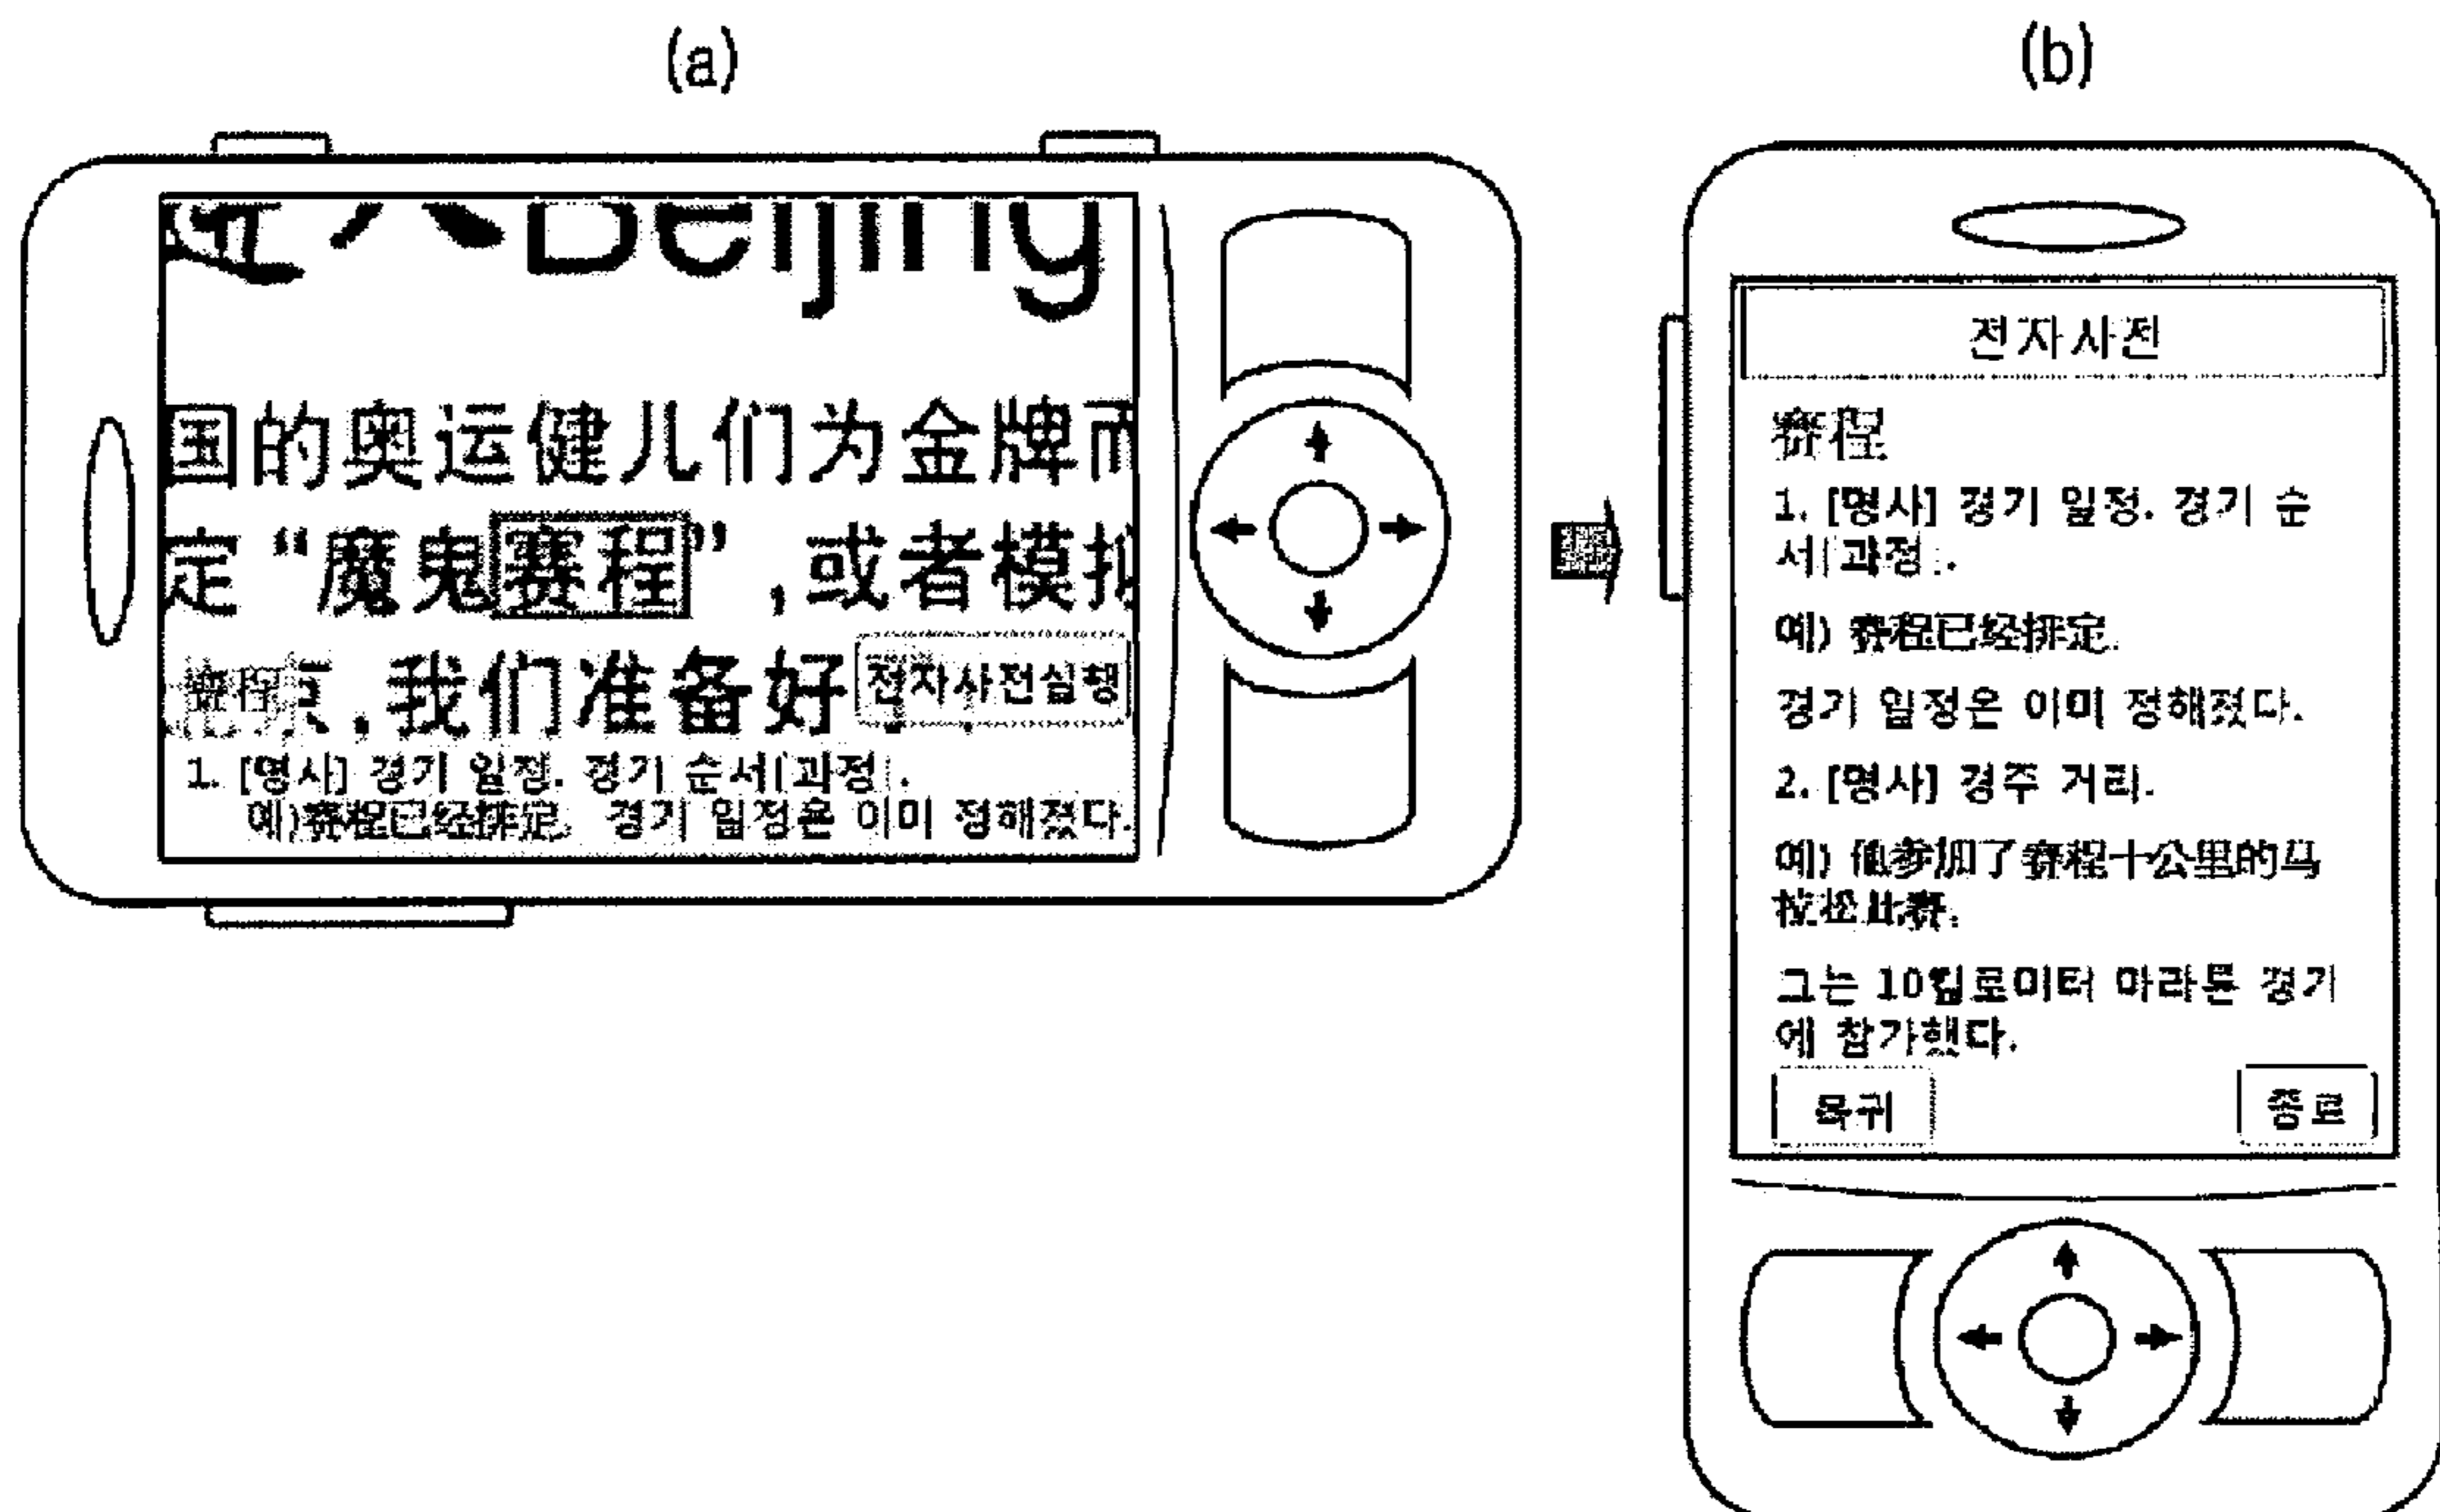 (a)
Beijing
国的奥运健儿们为金牌而
定 “魔鬼赛程”,或者模拟
赛程
,我们准备好
전자사전실행
1. [명사] 경기 일정. 경기 순서[과정].
예)赛程已经排定. 경기 일정은 이미 정해졌다.
(b)
전자사전
赛程
1. [명사] 경기 일정. 경기 순
서[과정].
예) 赛程已经排定.
경기 일정은 이미 정해졌다.
2. [명사] 경주 거리.
예) 他参加了赛程十公里的马
拉松比赛.
그는 10킬로미터 마라톤 경기
에 참가했다.
복귀
종료